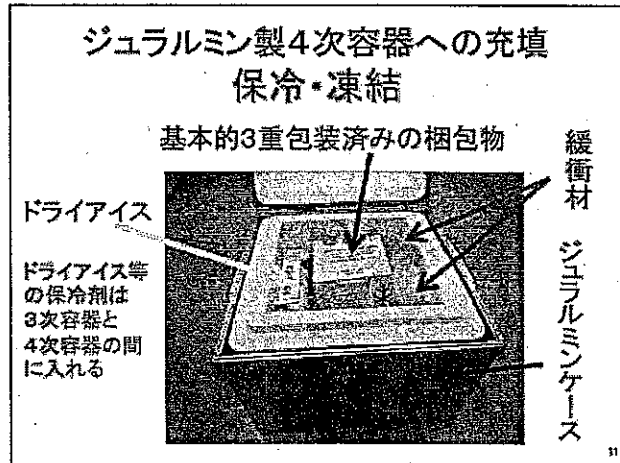 ジュラルミン製4次容器への充填
保冷・凍結
基本的3重包装済みの梱包物
緩衝材
ドライアイス
ドライアイス等
の保冷剤は
3次容器と
4次容器の間
に入れる
ジュラルミンケース
31